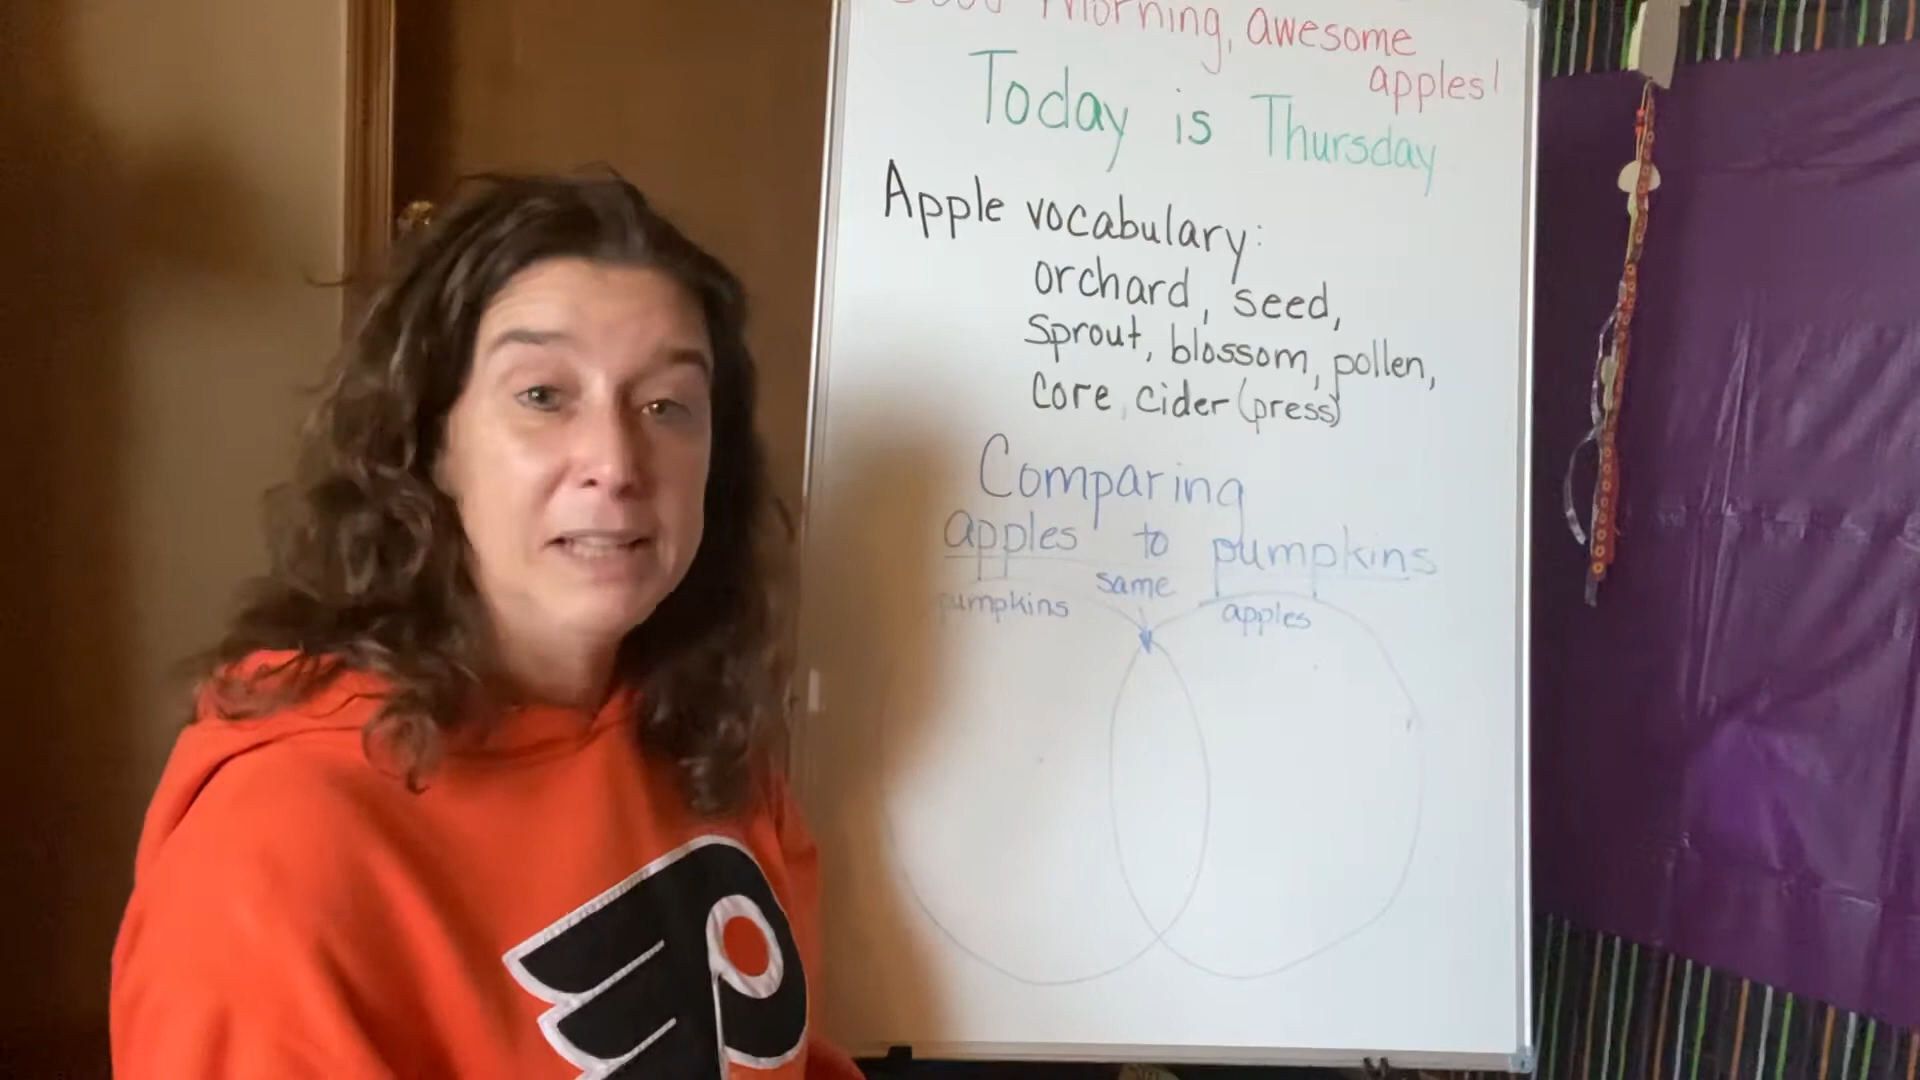 Good Morning, awesome
apples!
Today is Thursday
Apple vocabulary:
orchard, seed,
sprout, blossom, pollen,
core, cider (press)
Comparing
apples to pumpkins
same
pumpkins apples